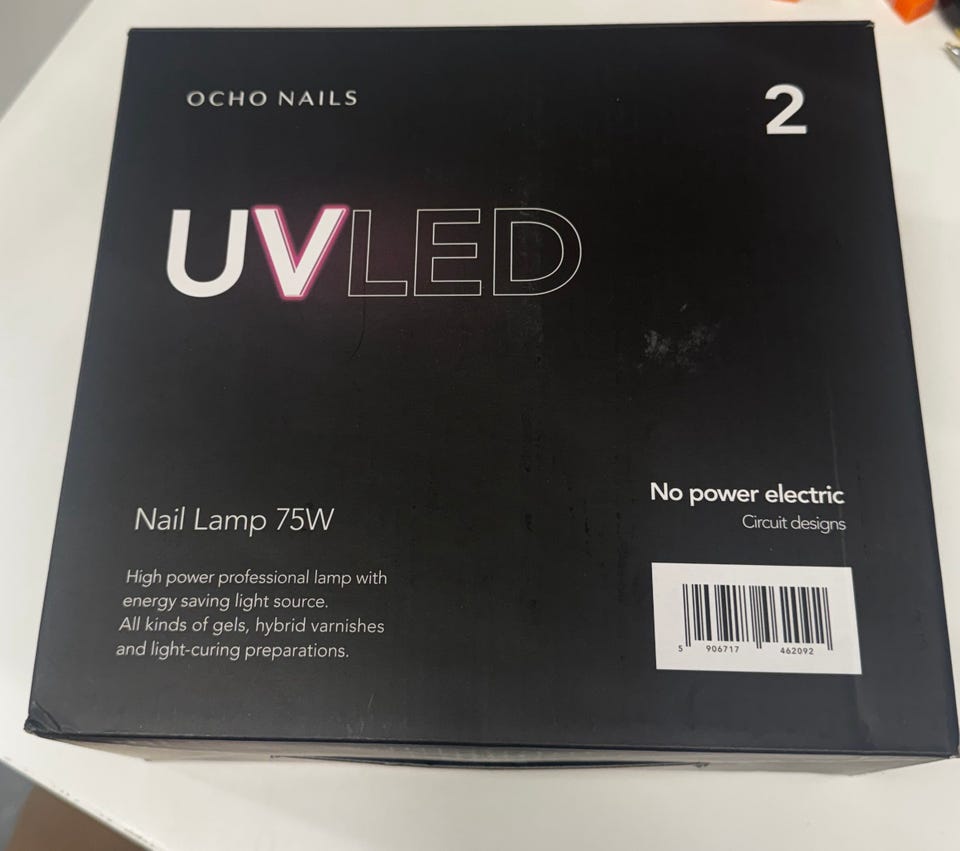 OCHO NAILS
2
UVLED
No power electric
Circuit designs
Nail Lamp 75W
High power professional lamp with
energy saving light source.
All kinds of gels, hybrid varnishes
and light-curing preparations.
5 906717 462092